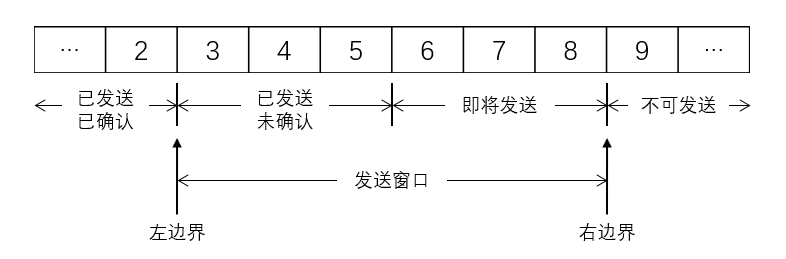 … 2 3 4 5 6 7 8 9 …
已发送 已发送 即将发送 不可发送
已确认 未确认
发送窗口
左边界 右边界